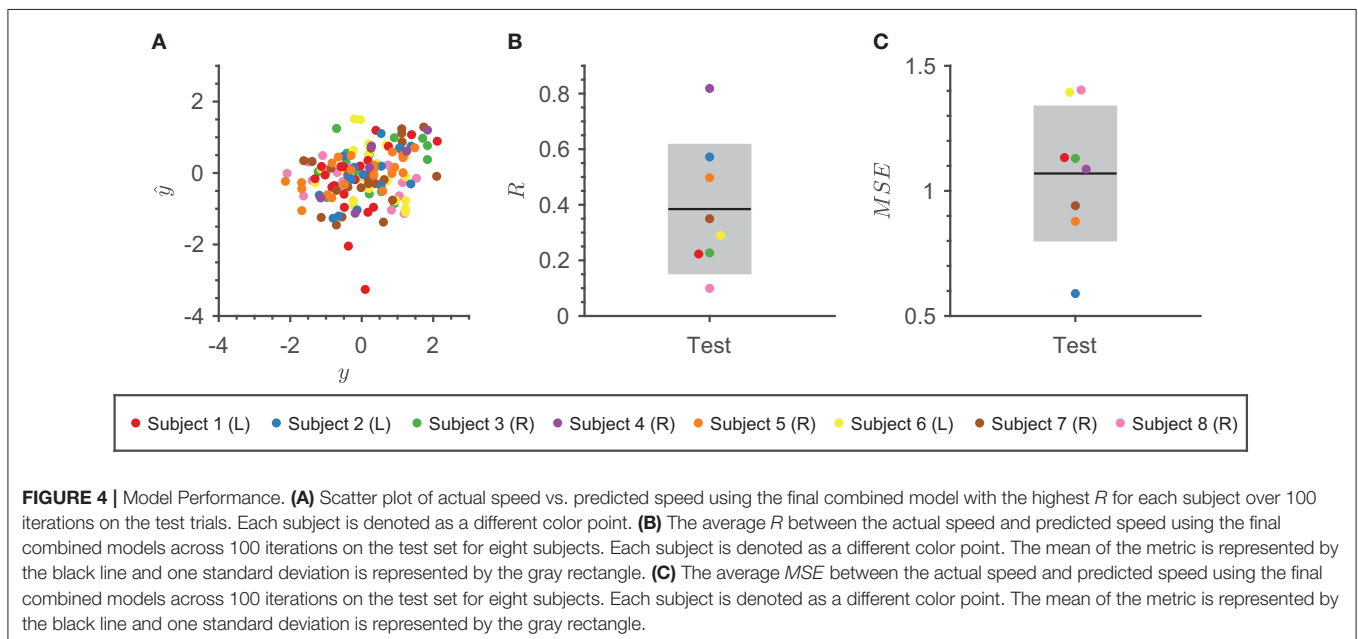 A
B
C
2
0
-2
-4
ŷ
-4
-2
0
2
y
0.8
0.6
0.4
0.2
0
R
Test
1.5
1
0.5
MSE
Test
Subject 1 (L) Subject 2 (L) Subject 3 (R) Subject 4 (R) Subject 5 (R) Subject 6 (L) Subject 7 (R) Subject 8 (R)
FIGURE 4 | Model Performance. (A) Scatter plot of actual speed vs. predicted speed using the final combined model with the highest R for each subject over 100
iterations on the test trials. Each subject is denoted as a different color point. (B) The average R between the actual speed and predicted speed using the final
combined models across 100 iterations on the test set for eight subjects. Each subject is denoted as a different color point. The mean of the metric is represented by
the black line and one standard deviation is represented by the gray rectangle. (C) The average MSE between the actual speed and predicted speed using the final
combined models across 100 iterations on the test set for eight subjects. Each subject is denoted as a different color point. The mean of the metric is represented by
the black line and one standard deviation is represented by the gray rectangle.